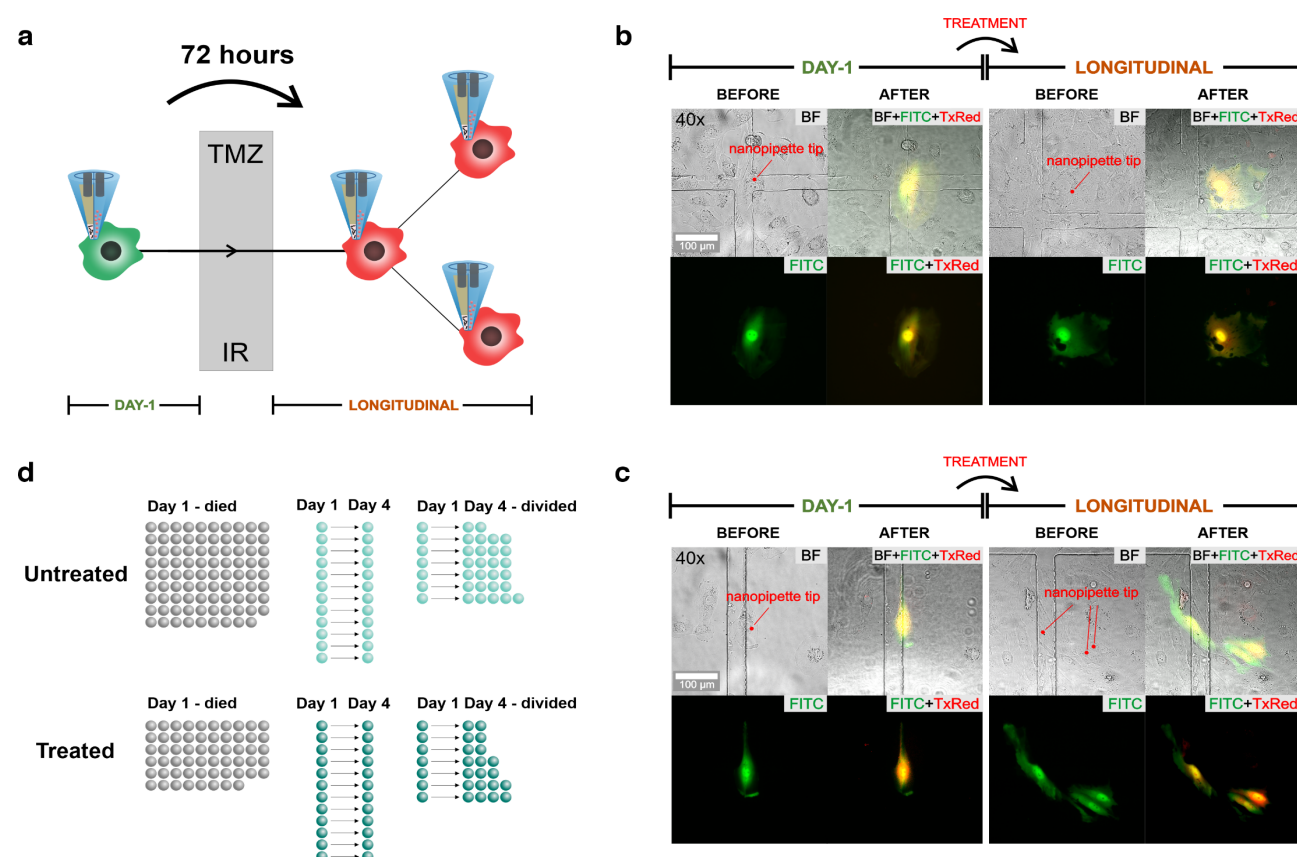 a
72 hours
TMZ
IR
DAY-1
LONGITUDINAL
b
TREATMENT
DAY-1
LONGITUDINAL
BEFORE
AFTER
BEFORE
AFTER
40x
BF
BF+FITC+TxRed
BF
BF+FITC+TxRed
nanopipette tip
nanopipette tip
100 µm
FITC
FITC+TxRed
FITC
FITC+TxRed
d
Day 1 - died
Day 1 Day 4
Day 1 Day 4 - divided
Untreated
Day 1 - died
Day 1 Day 4
Day 1 Day 4 - divided
Treated
c
TREATMENT
DAY-1
LONGITUDINAL
BEFORE
AFTER
BEFORE
AFTER
40x
BF
BF+FITC+TxRed
BF
BF+FITC+TxRed
nanopipette tip
nanopipette tip
100 µm
FITC
FITC+TxRed
FITC
FITC+TxRed